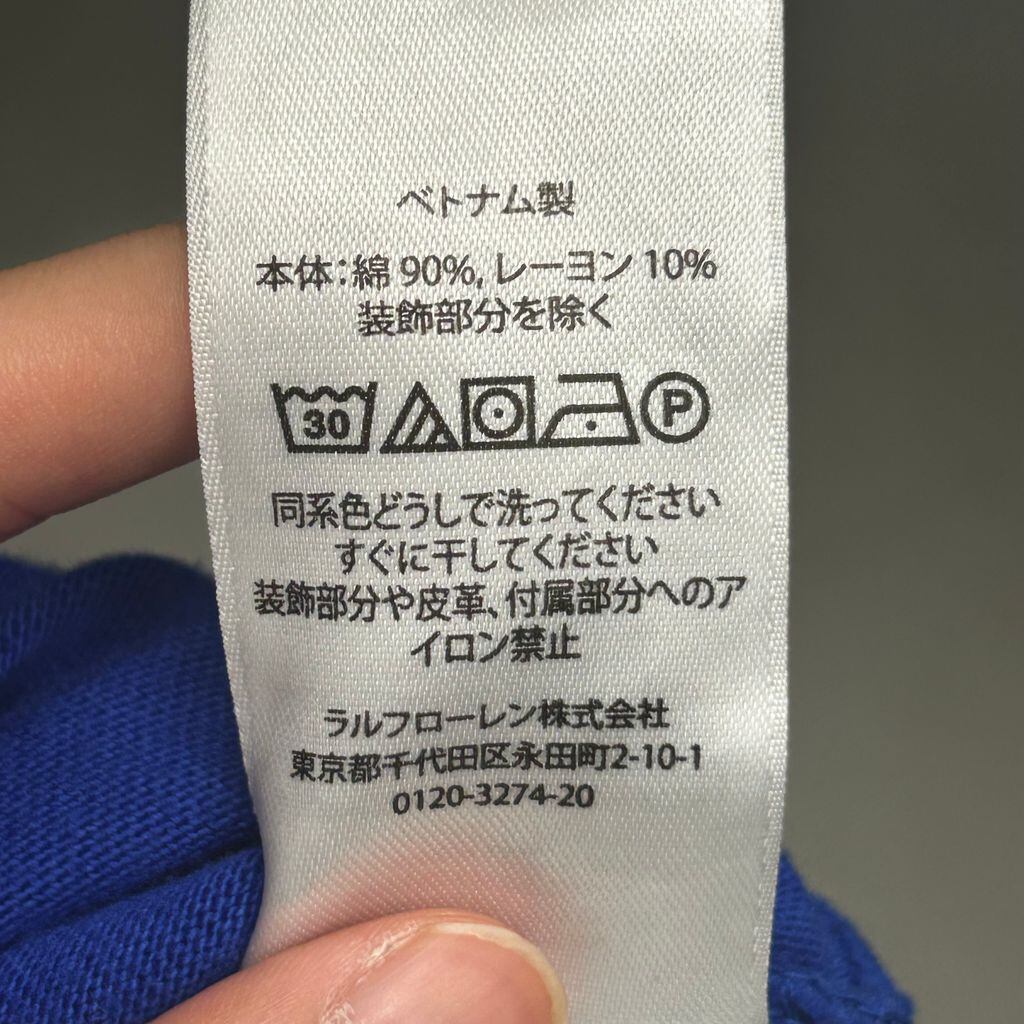 ベトナム製
本体：綿 90%, レーヨン 10%
装飾部分を除く
30 P
同系色どうしで洗ってください
すぐに干してください
装飾部分や皮革、付属部分へのア
イロン禁止
ラルフローレン株式会社
東京都千代田区永田町2-10-1
0120-3274-20